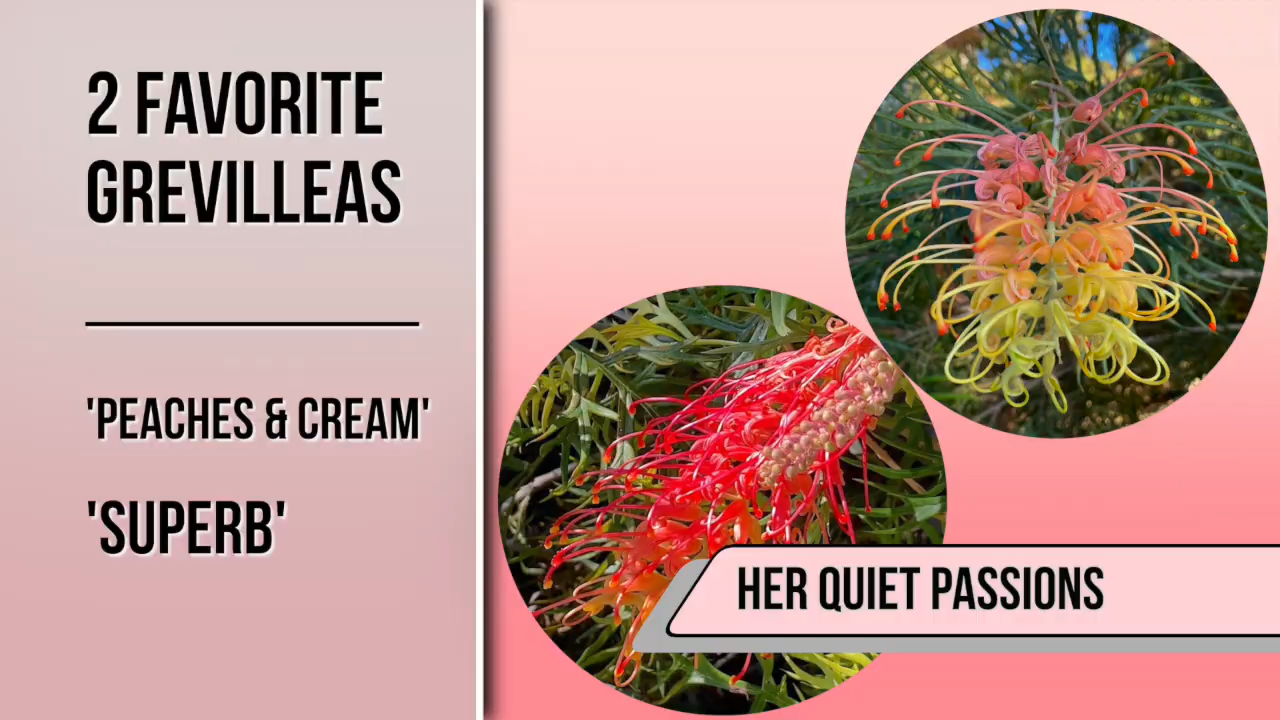 2 FAVORITE
GREVILLEAS
'PEACHES & CREAM'
'SUPERB'
HER QUIET PASSIONS